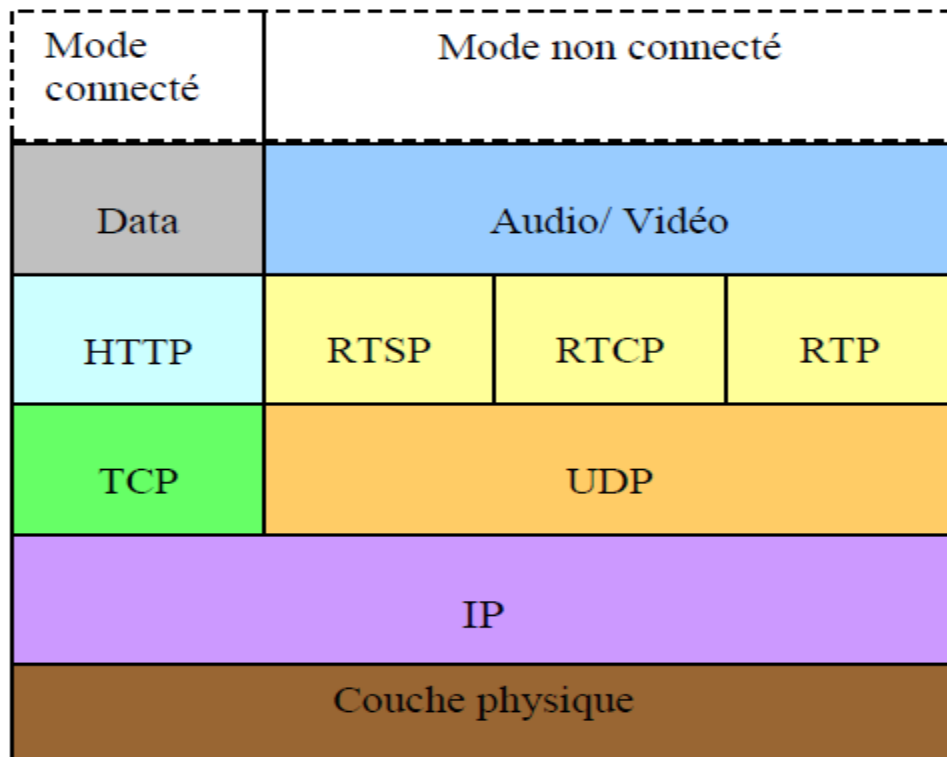 Mode
connecté
Mode non connecté
Data
Audio/ Vidéo
HTTP
RTSP
RTCP
RTP
TCP
UDP
IP
Couche physique